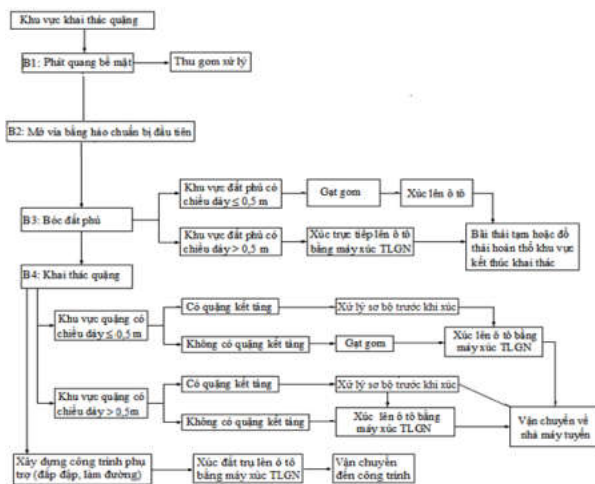 Khu vực khai thác quặng
B1: Phát quang bề mặt
Thu gom xử lý
B2: Mở vỉa bằng hào chuẩn bị đầu tiên
B3: Bóc đất phủ
Khu vực đất phủ có
chiều dày ≤ 0,5 m
Gạt gom
Xúc lên ô tô
Khu vực đất phủ có
chiều dày > 0,5 m
Xúc trực tiếp lên ô tô
bằng máy xúc TLGN
Bãi thải tạm hoặc đổ
thải hoàn thổ khu vực
kết thúc khai thác
B4: Khai thác quặng
Khu vực quặng có
chiều dày ≤ 0,5 m
Có quặng kết tảng
Xử lý sơ bộ trước khi xúc
Không có quặng kết tảng
Gạt gom
Xúc lên ô tô bằng
máy xúc TLGN
Khu vực quặng có
chiều dày > 0,5m
Có quặng kết tảng
Xử lý sơ bộ trước khi xúc
Không có quặng kết tảng
Xúc lên ô tô bằng
máy xúc TLGN
Vận chuyển về
nhà máy tuyển
Xây dựng công trình phụ
trợ (đắp đập, làm đường)
Xúc đất trụ lên ô tô
bằng máy xúc TLGN
Vận chuyển
đến công trình